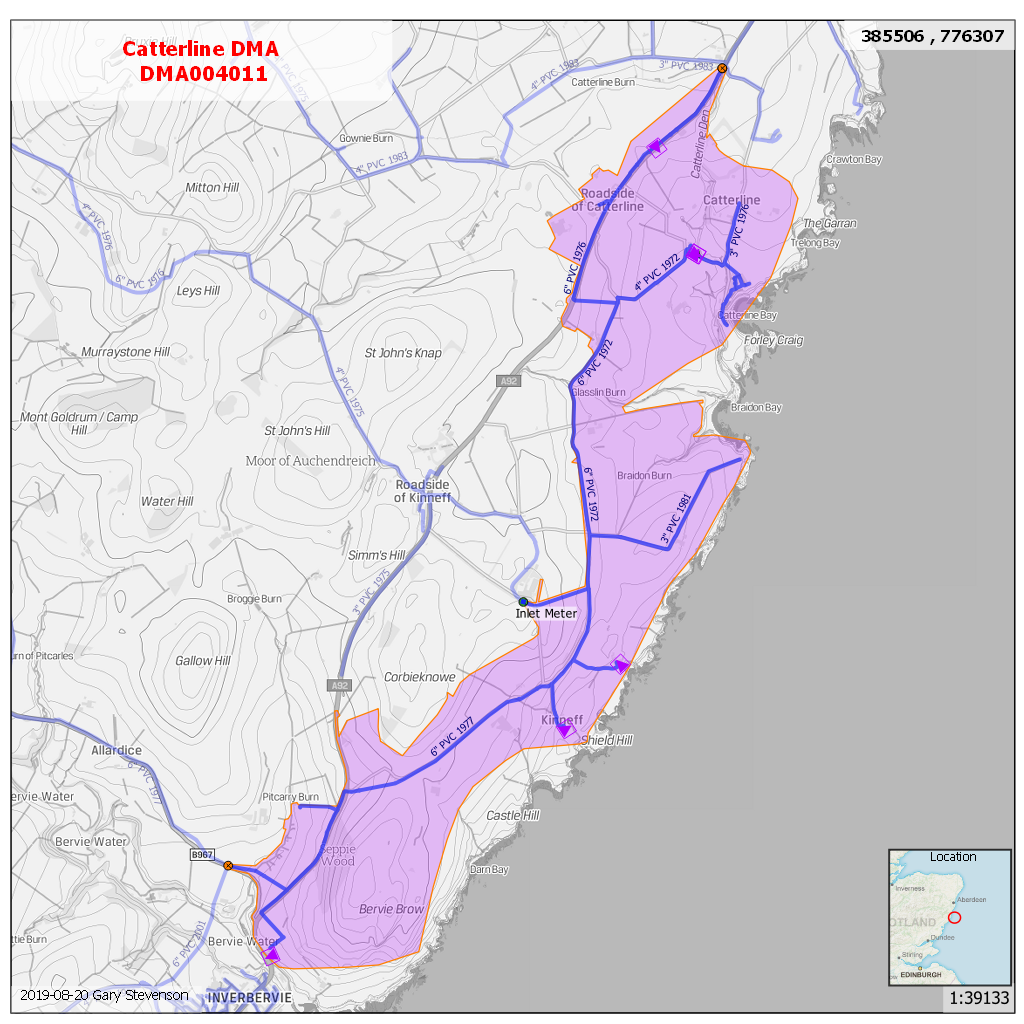 Catterline DMA
DMA004011
385506 , 776307
3" PVC 1983
4" PVC 1983
Catterline Burn
Gownie Burn
4" PVC 1983
Catterline Den
Crawton Bay
Mitton Hill
Roadside
of Catterline
Catterline
4" PVC 1976
3" PVC 1976
The Garran
Trelong Bay
6" PVC 1976
6" PVC 1976
4" PVC 1972
Leys Hill
Catterline Bay
Forley Craig
Murraystone Hill
St John's Knap
6" PVC 1972
A92
4" PVC 1975
Glasslin Burn
Braidon Bay
Mont Goldrum / Camp
Hill
St John's Hill
Moor of Auchendreich
Braidon Burn
Roadside
of Kinneff
6" PVC 1972
Water Hill
3" PVC 1981
Simm's Hill
3" PVC 1975
Brogge Burn
Inlet Meter
rn of Pitcarles
Gallow Hill
Corbieknowe
A92
Kinneff
6" PVC 1977
Shield Hill
Allardice
6" PVC 1977
ervie Water
Pitcarry Burn
Castle Hill
Bervie Water
B967
Seppie
Wood
Darn Bay
Bervie Brow
6" PVC 2001
ttie Burn
Bervie Water
INVERBERVIE
2019-08-20 Gary Stevenson
Location
Inverness
Aberdeen
OTLAND
Dundee
Stirling
EDINBURGH
1:39133